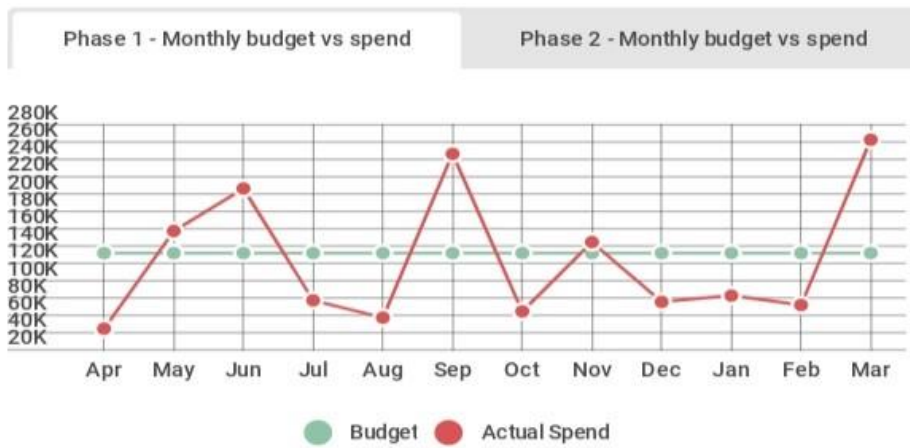 Phase 1 - Monthly budget vs spend
Phase 2 - Monthly budget vs spend
280K
260K
240K
220K
200K
180K
160K
140K
120K
100K
80K
60K
40K
20K
Apr May Jun Jul Aug Sep Oct Nov Dec Jan Feb Mar
Budget Actual Spend